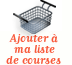 Ajouter à
ma liste
de courses